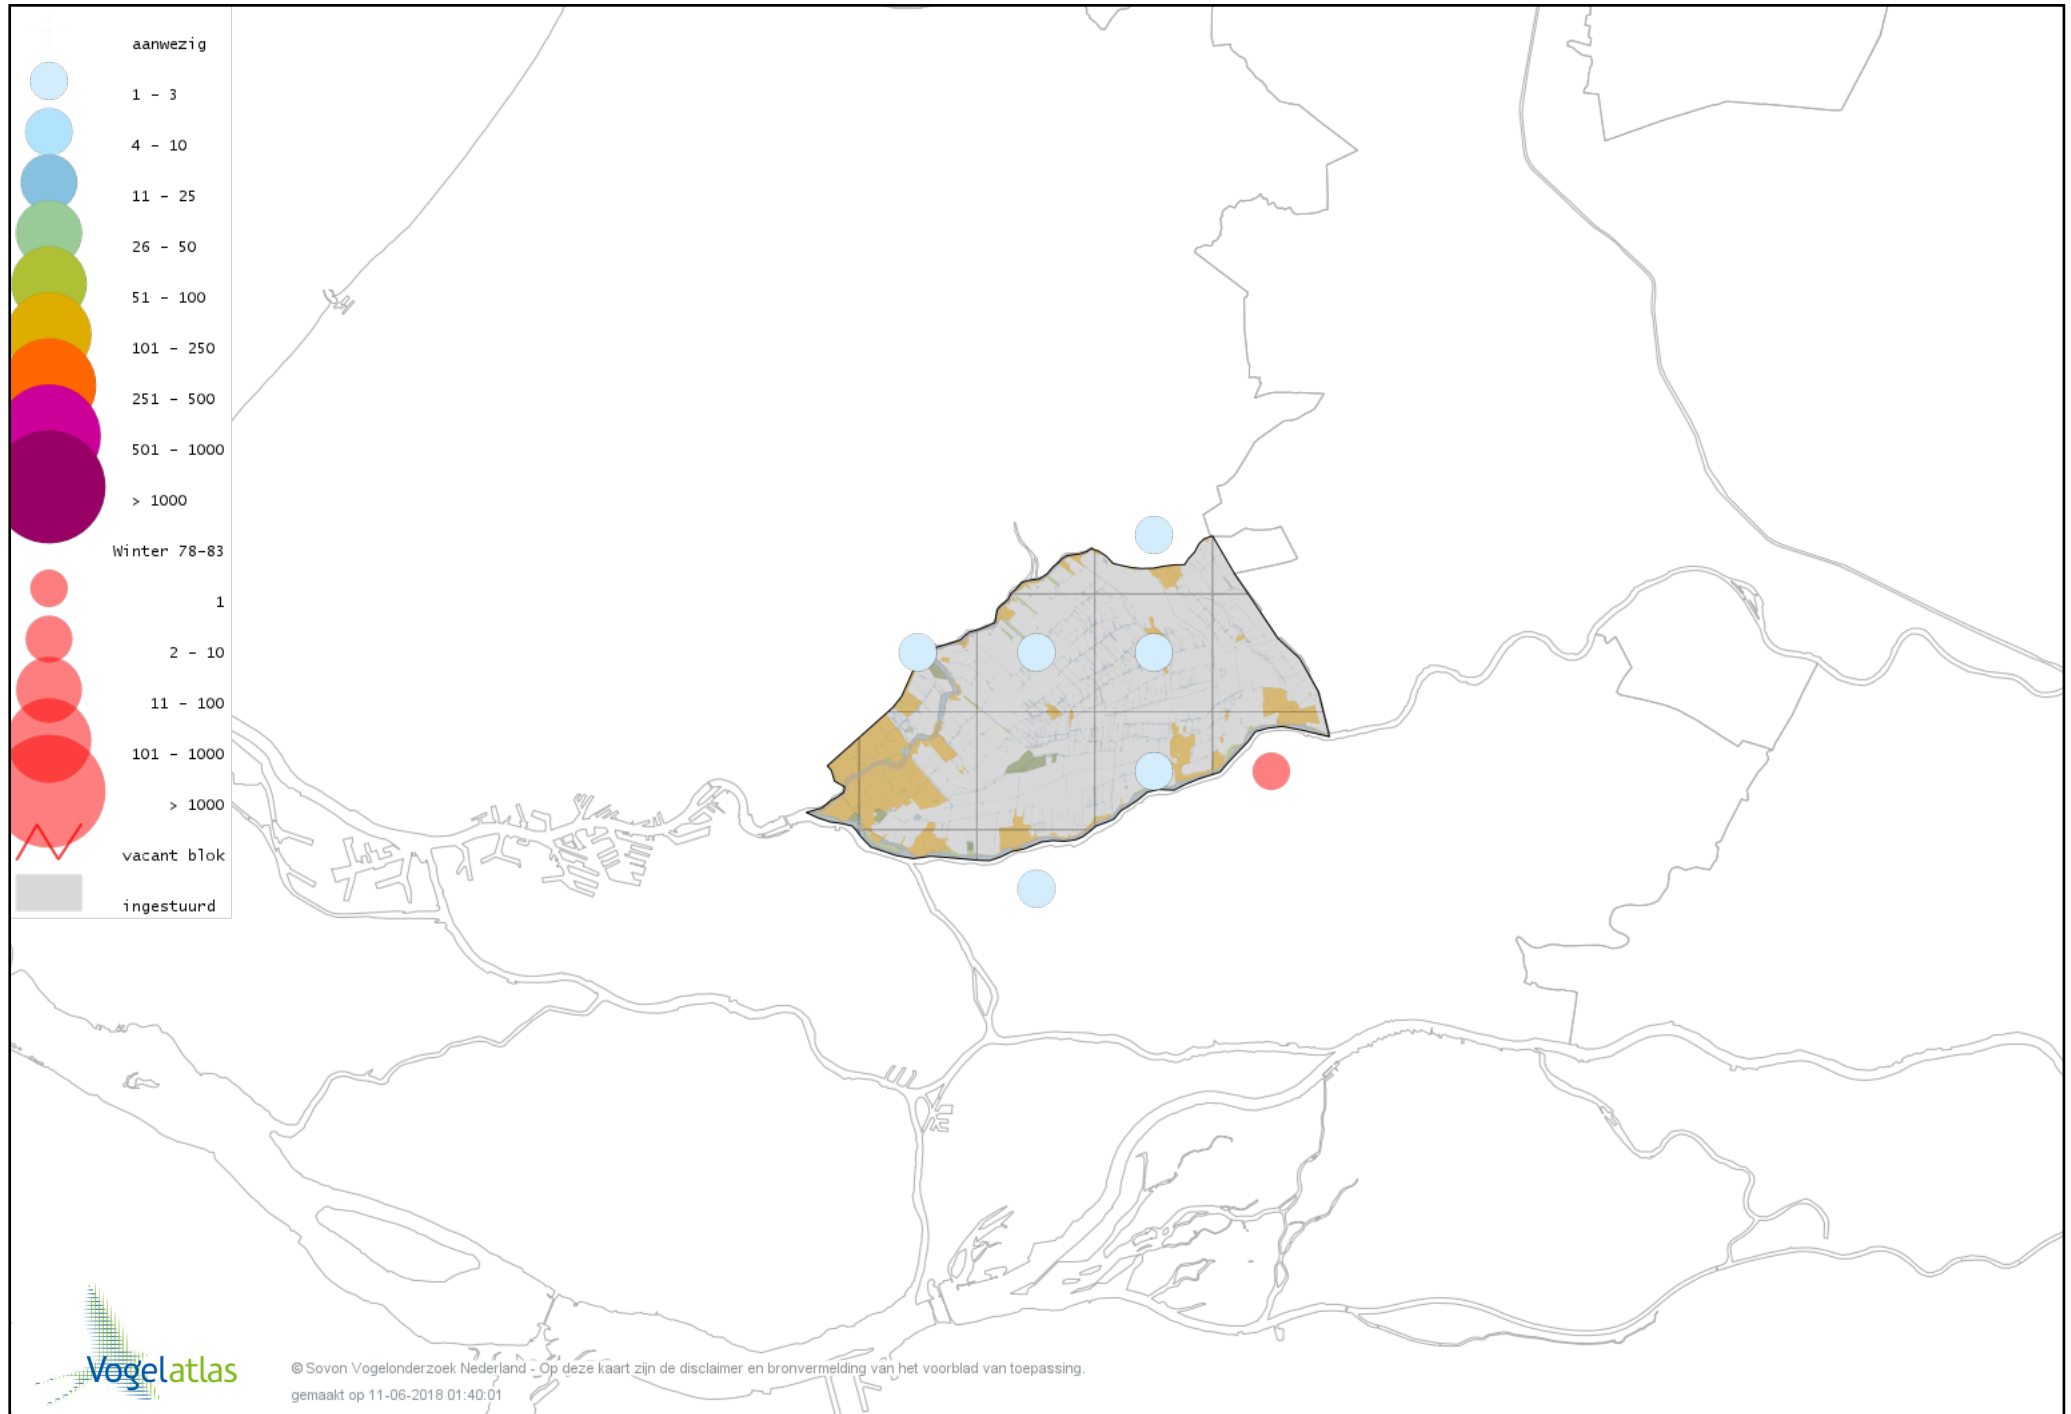 aanwezig
1 - 3
4 - 10
11 - 25
26 - 50
51 - 100
101 - 250
251 - 500
501 - 1000
> 1000
Winter 78-83
1
2 - 10
11 - 100
101 - 1000
> 1000
vacant blok
ingestuurd
Vogelatlas
© Sovon Vogelonderzoek Nederland - Op deze kaart zijn de disclaimer en bronvermelding van het voorblad van toepassing.
gemaakt op 11-06-2018 01:40:01